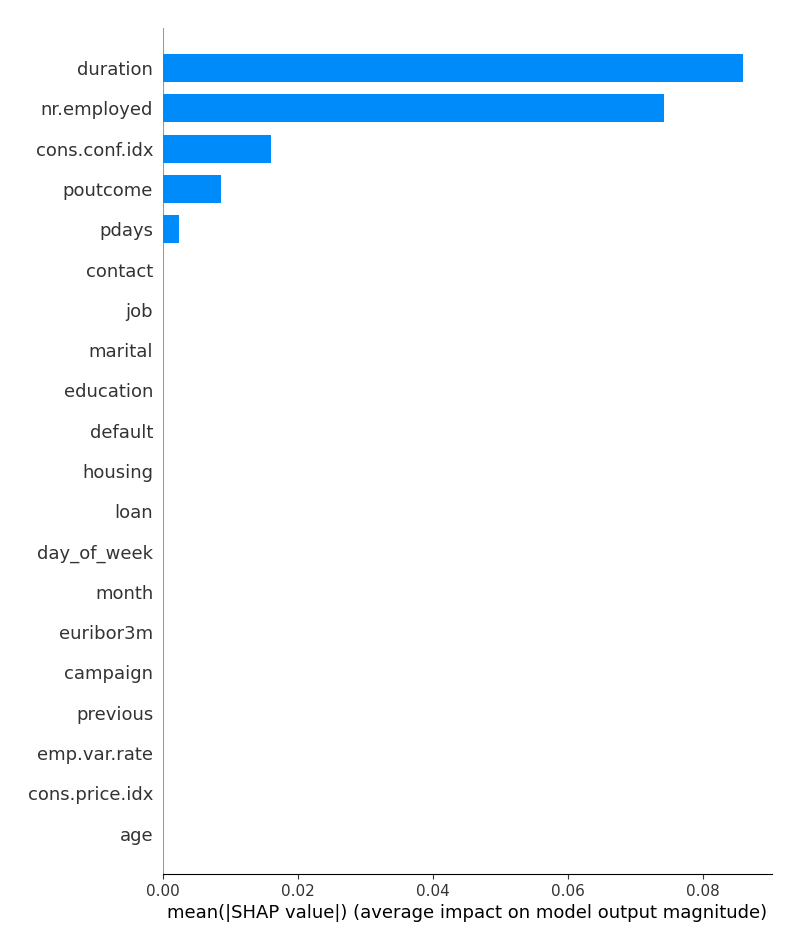 duration
nr.employed
cons.conf.idx
poutcome
pdays
contact
job
marital
education
default
housing
loan
day_of_week
month
euribor3m
campaign
previous
emp.var.rate
cons.price.idx
age
0.00 0.02 0.04 0.06 0.08
mean(|SHAP value|) (average impact on model output magnitude)